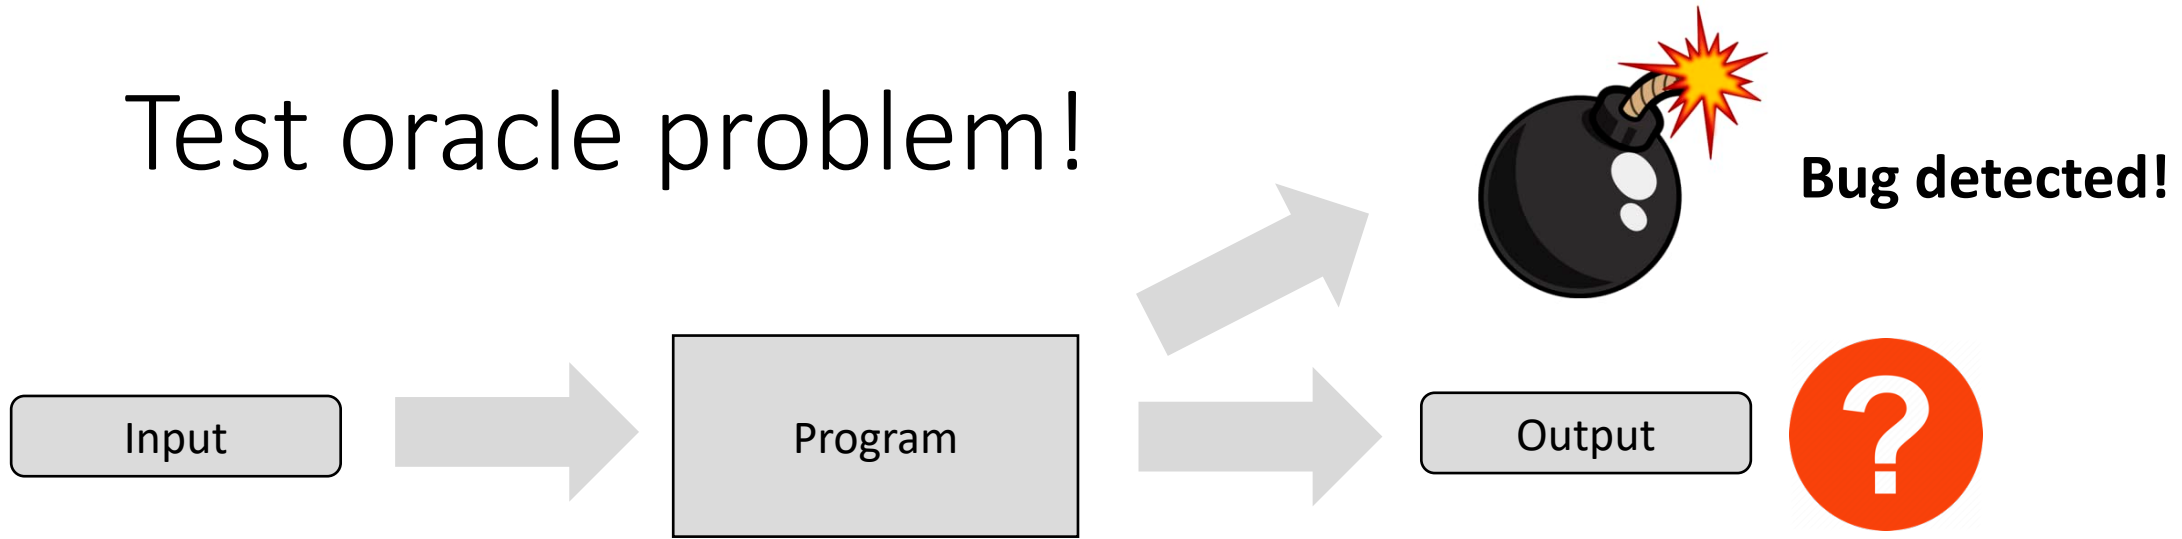 Test oracle problem!
Bug detected!
Input
Program
Output
?